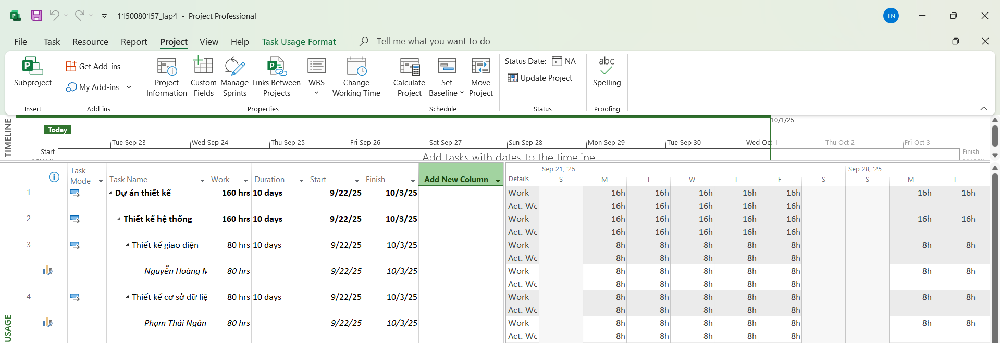 1150080157_lap4 - Project Professional
TN
File Task Resource Report Project View Help Task Usage Format Tell me what you want to do
Subproject
Get Add-ins
My Add-ins
Project Information
Custom Fields
Manage Sprints
Links Between Projects
WBS
Change Working Time
Calculate Project
Set Baseline
Move Project
Status Date: NA
Update Project
abc
Spelling
Insert Add-ins Properties Schedule Status Proofing
TIMELINE
10/1/25
Today
Tue Sep 23 Wed Sep 24 Thu Sep 25 Fri Sep 26 Sat Sep 27 Sun Sep 28 Mon Sep 29 Tue Sep 30 Wed Oct 1 Thu Oct 2 Fri Oct 3
Start
Finish
Add tasks with dates to the timeline
Task Mode Task Name Work Duration Start Finish Add New Column Details
Sep 21, '25 Sep 28, '25
S M T W T F S S M T
1 Dự án thiết kế 160 hrs 10 days 9/22/25 10/3/25 Work 16h 16h 16h 16h 16h 16h 16h
Act. Wc 16h 16h 16h 16h 16h
2 Thiết kế hệ thống 160 hrs 10 days 9/22/25 10/3/25 Work 16h 16h 16h 16h 16h 16h 16h
Act. Wc 16h 16h 16h 16h 16h
3 Thiết kế giao diện 80 hrs 10 days 9/22/25 10/3/25 Work 8h 8h 8h 8h 8h 8h 8h
Act. Wc 8h 8h 8h 8h 8h
Nguyễn Hoàng 80 hrs 9/22/25 10/3/25 Work 8h 8h 8h 8h 8h 8h 8h
Act. Wc 8h 8h 8h 8h 8h
4 Thiết kế cơ sở dữ liệ 80 hrs 10 days 9/22/25 10/3/25 Work 8h 8h 8h 8h 8h 8h 8h
Act. Wc 8h 8h 8h 8h 8h
Phạm Thái Ngân 80 hrs 9/22/25 10/3/25 Work 8h 8h 8h 8h 8h 8h 8h
Act. Wc 8h 8h 8h 8h 8h
USAGE